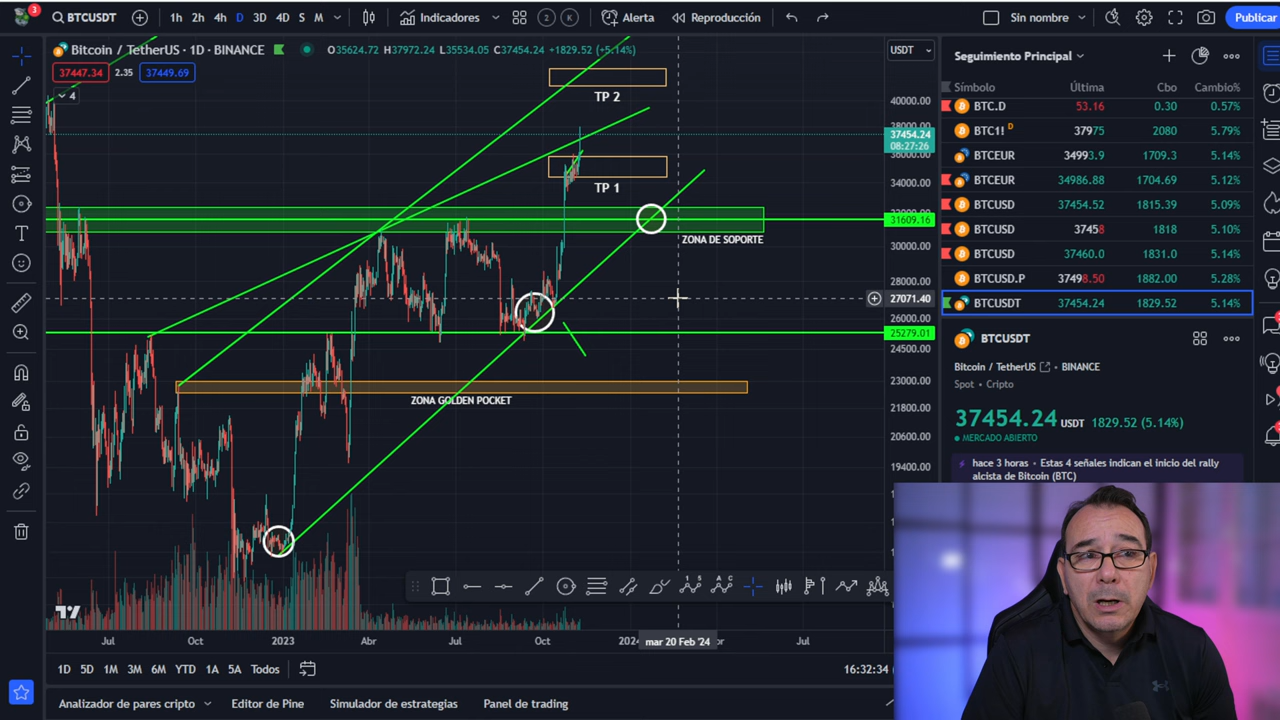 3
BTCUSDT
1h 2h 4h D 3D 4D S M
Indicadores
2 K
Alerta
Reproducción
Sin nombre
Publicar
Bitcoin / TetherUS · 1D · BINANCE
O35624.72 H37972.24 L35534.05 C37454.24 +1829.52 (+5.14%)
37447.34 2.35 37449.69
4
USDT
TP 2
TP 1
ZONA DE SOPORTE
ZONA GOLDEN POCKET
40000.00
38000.00
37454.24
08:27:26
36000.00
34000.00
32000.00
31609.16
30000.00
28000.00
27071.40
26000.00
25279.01
24500.00
23000.00
21800.00
20600.00
19400.00
Jul Oct 2023 Abr Jul Oct 2024 mar 20 Feb '24 Jul
1D 5D 1M 3M 6M YTD 1A 5A Todos
16:32:34
Analizador de pares cripto Editor de Pine Simulador de estrategias Panel de trading
Seguimiento Principal
Símbolo Última Cbo Cambio%
BTC.D 53.16 0.30 0.57%
BTC1! D 37975 2080 5.79%
BTCEUR 34993.9 1709.3 5.14%
BTCEUR 34986.88 1704.69 5.12%
BTCUSD 37454.52 1815.39 5.09%
BTCUSD 37458 1818 5.10%
BTCUSD 37460.0 1831.0 5.14%
BTCUSD.P 37498.50 1882.00 5.28%
BTCUSDT 37454.24 1829.52 5.14%
BTCUSDT
Bitcoin / TetherUS · BINANCE
Spot · Cripto
37454.24 USDT 1829.52 (5.14%)
MERCADO ABIERTO
hace 3 horas · Estas 4 señales indican el inicio del rally
alcista de Bitcoin (BTC)